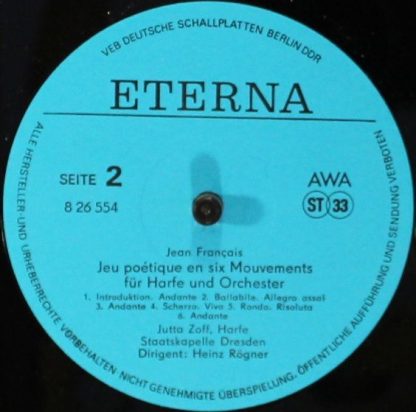 VEB DEUTSCHE SCHALLPLATTEN BERLIN DDR
ETERNA
SEITE 2
8 26 554
AWA
ST 33
Jean Français
Jeu poétique en six Mouvements
für Harfe und Orchester
1. Introduktion. Andante 2. Ballabile. Allegro assai
3. Andante 4. Scherzo. Vivo 5. Rondo. Risoluto
6. Andante
Jutta Zoff, Harfe
Staatskapelle Dresden
Dirigent: Heinz Rögner
ALLE HERSTELLER- UND URHEBERRECHTE VORBEHALTEN NICHT GENEHMIGTE ÜBERSPIELUNG, ÖFFENTLICHE AUFFÜHRUNG UND SENDUNG VERBOTEN